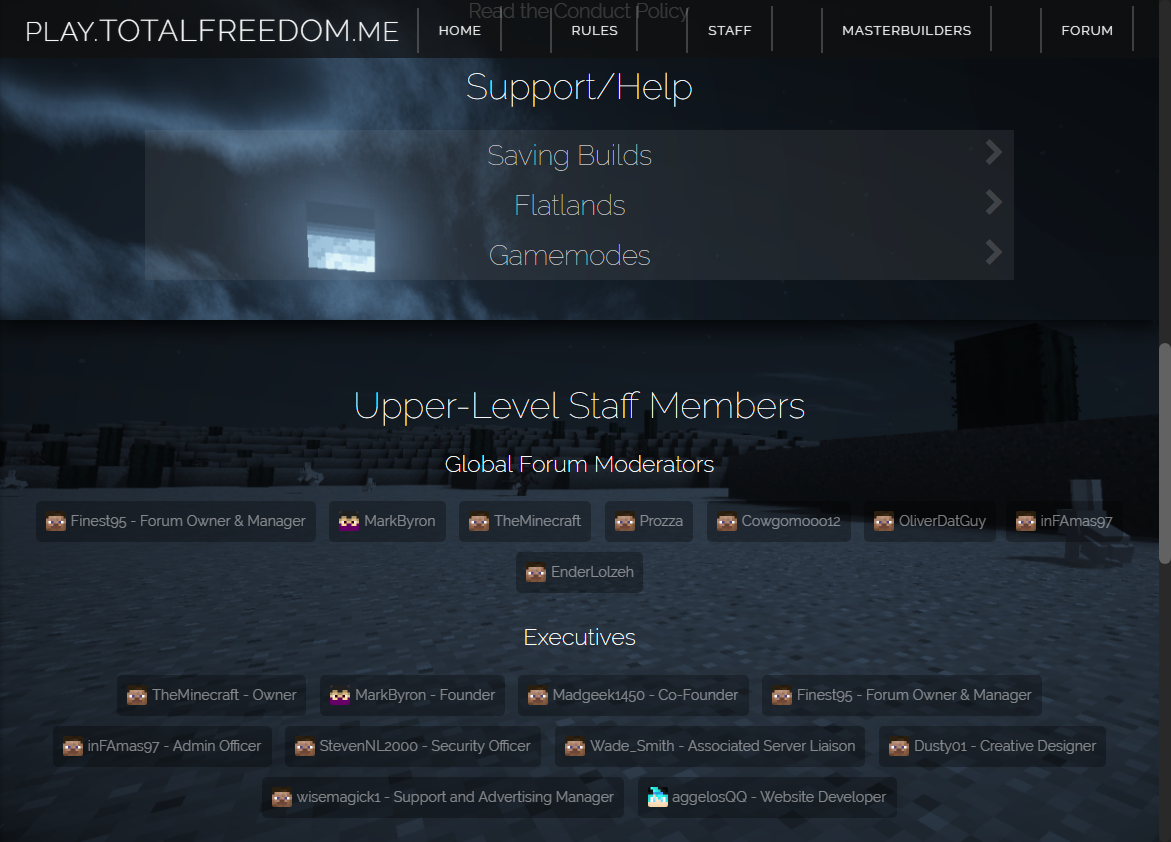 Read the Conduct Policy
PLAY.TOTALFREEDOM.ME HOME RULES STAFF MASTERBUILDERS FORUM
Support/Help
Saving Builds
Flatlands
Gamemodes
Upper-Level Staff Members
Global Forum Moderators
Finest95 - Forum Owner & Manager MarkByron TheMinecraft Prozza Cowgomooo12 OliverDatGuy inFAmas97
EnderLolzeh
Executives
TheMinecraft - Owner MarkByron - Founder Madgeek1450 - Co-Founder Finest95 - Forum Owner & Manager
inFAmas97 - Admin Officer StevenNL2000 - Security Officer Wade_Smith - Associated Server Liaison Dusty01 - Creative Designer
wisemagick1 - Support and Advertising Manager aggelosQQ - Website Developer